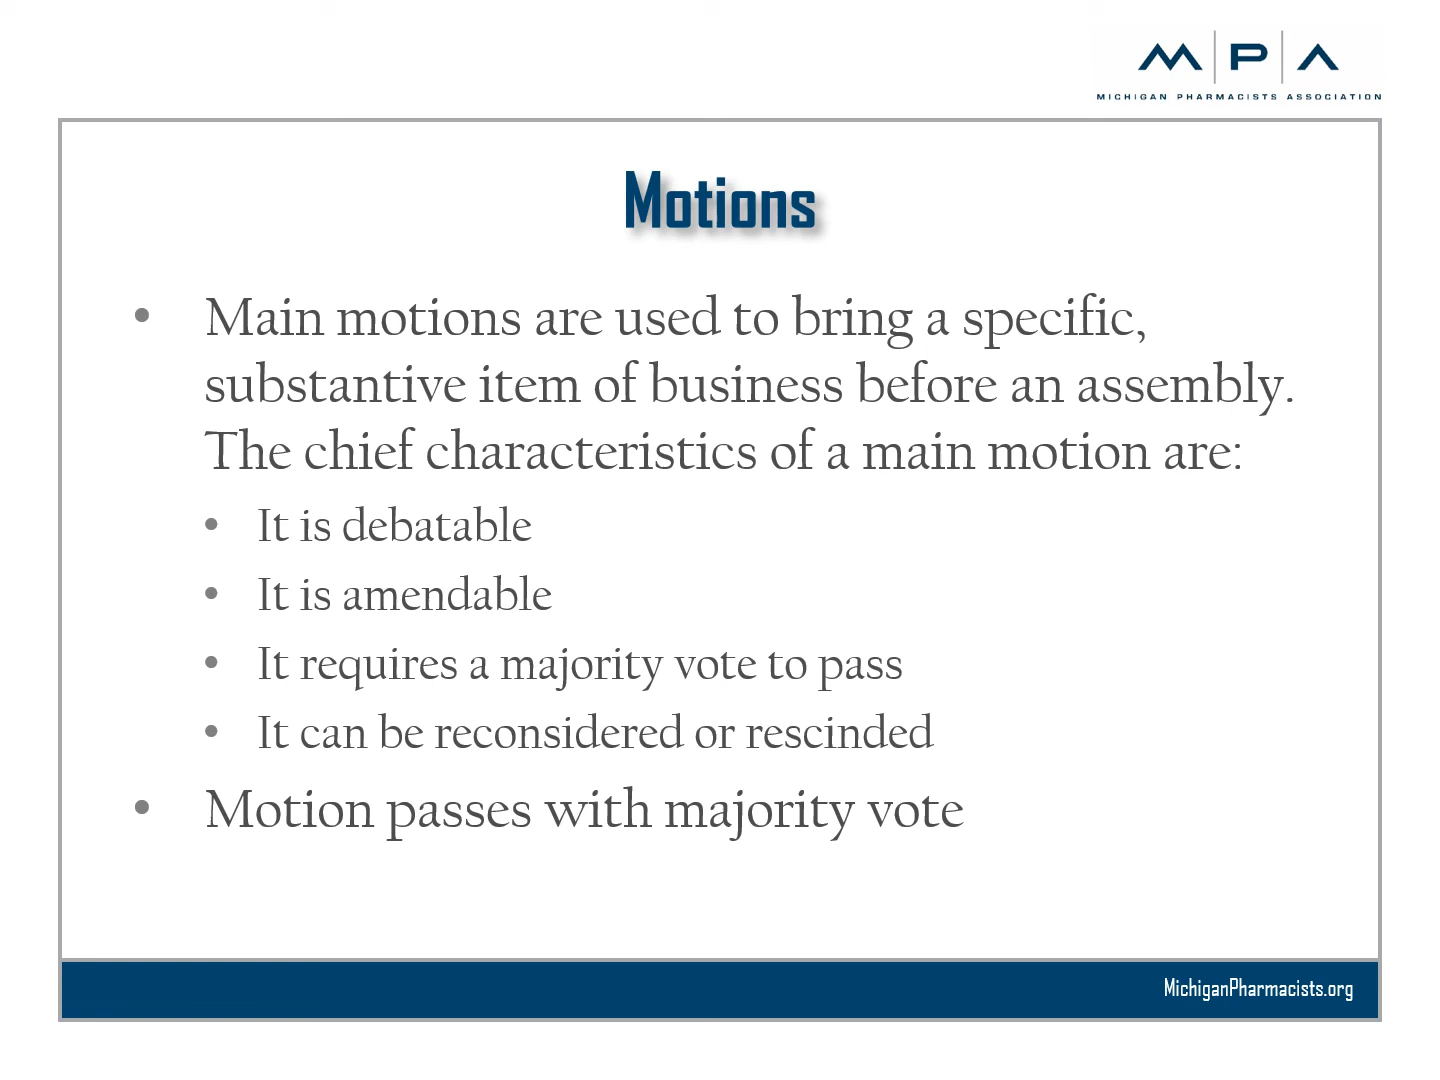 M P A
MICHIGAN PHARMACISTS ASSOCIATION
Motions
• Main motions are used to bring a specific,
substantive item of business before an assembly.
The chief characteristics of a main motion are:
• It is debatable
• It is amendable
• It requires a majority vote to pass
• It can be reconsidered or rescinded
• Motion passes with majority vote
MichiganPharmacists.org